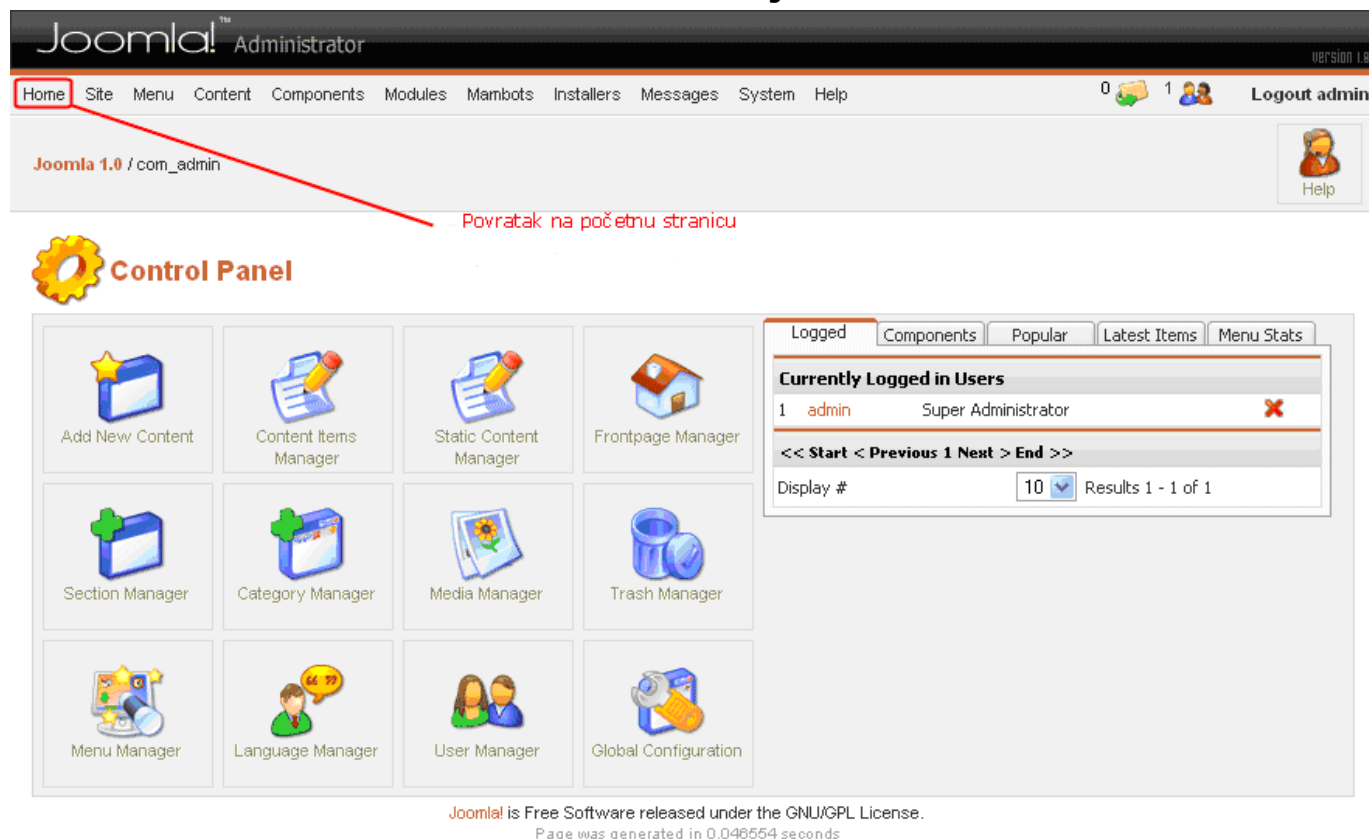 Joomla!™ Administrator
Home Site Menu Content Components Modules Mambots Installers Messages System Help 0 1 Logout admin
Joomla 1.0 / com_admin
Help
Povratak na početnu stranicu
Control Panel
Logged Components Popular Latest Items Menu Stats
Currently Logged in Users
1 admin Super Administrator
<< Start < Previous 1 Next > End >>
Display # 10 Results 1 - 1 of 1
Add New Content
Content Items
Manager
Static Content
Manager
Frontpage Manager
Section Manager
Category Manager
Media Manager
Trash Manager
Menu Manager
Language Manager
User Manager
Global Configuration
Joomla! is Free Software released under the GNU/GPL License.
Page was generated in 0.046554 seconds